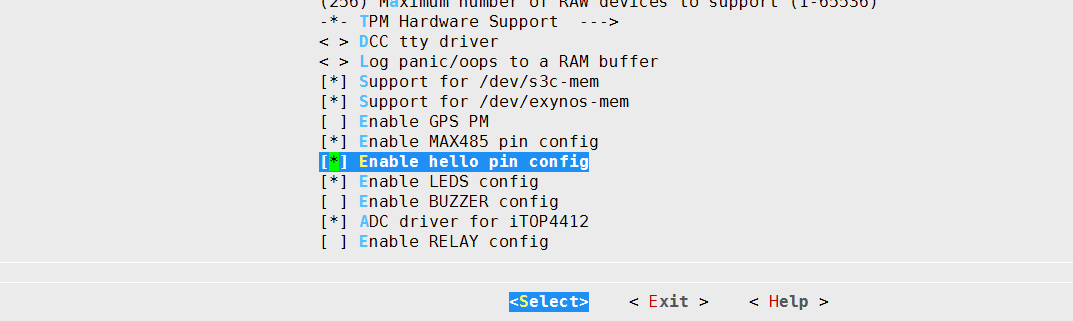 (256) Maximum number of RAW devices to support (1-65536)
-*- TPM Hardware Support  --->
< > DCC tty driver
< > Log panic/oops to a RAM buffer
[*] Support for /dev/s3c-mem
[*] Support for /dev/exynos-mem
[ ] Enable GPS PM
[*] Enable MAX485 pin config
[*] Enable hello pin config
[*] Enable LEDS config
[ ] Enable BUZZER config
[*] ADC driver for iTOP4412
[ ] Enable RELAY config
<Select>    < Exit >    < Help >